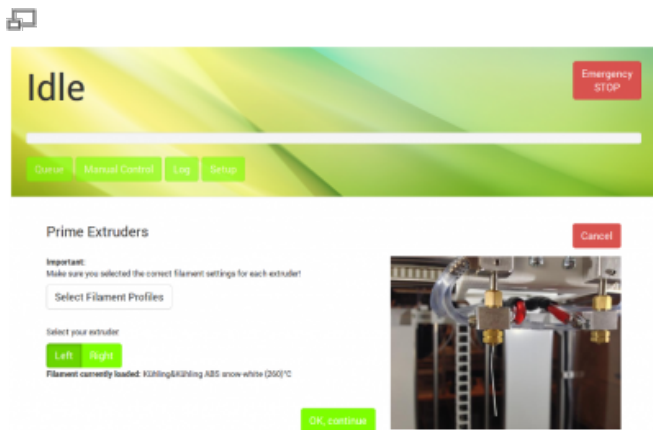 Idle
Emergency
STOP
Queue
Manual Control
Log
Setup
Prime Extruders
Cancel
Important:
Make sure you selected the correct filament settings for each extruder!
Select Filament Profiles
Select your extruder
Left
Right
Filament currently loaded: Kühling&Kühling ABS snow-white (260)°C
OK, continue